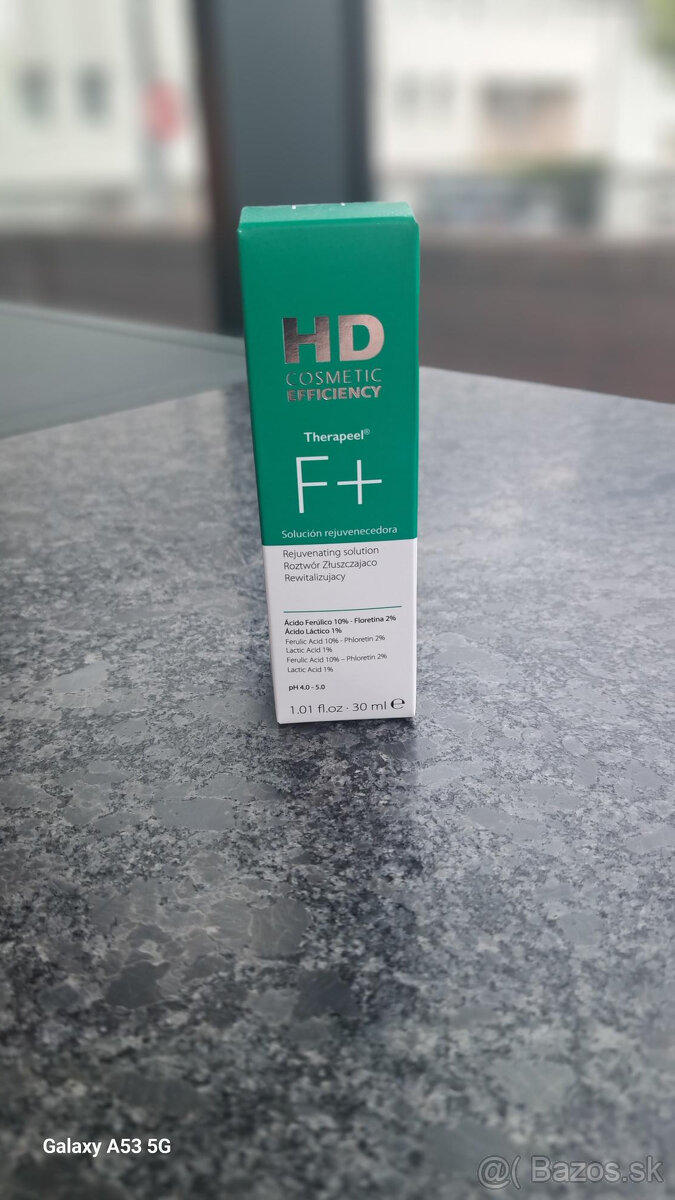 HD
COSMETIC
EFFICIENCY
Therapeel®
F+
Solución rejuvenecedora
Rejuvenating solution
Roztwór Złuszczajaco
Rewitalizujacy
Ácido Ferúlico 10% - Floretina 2%
Ácido Láctico 1%
Ferulic Acid 10% - Phloretin 2%
Lactic Acid 1%
Ferulic Acid 10% – Phloretin 2%
Lactic Acid 1%
pH 4.0 - 5.0
1.01 fl.oz · 30 ml ℮
Galaxy A53 5G
@( Bazos.sk